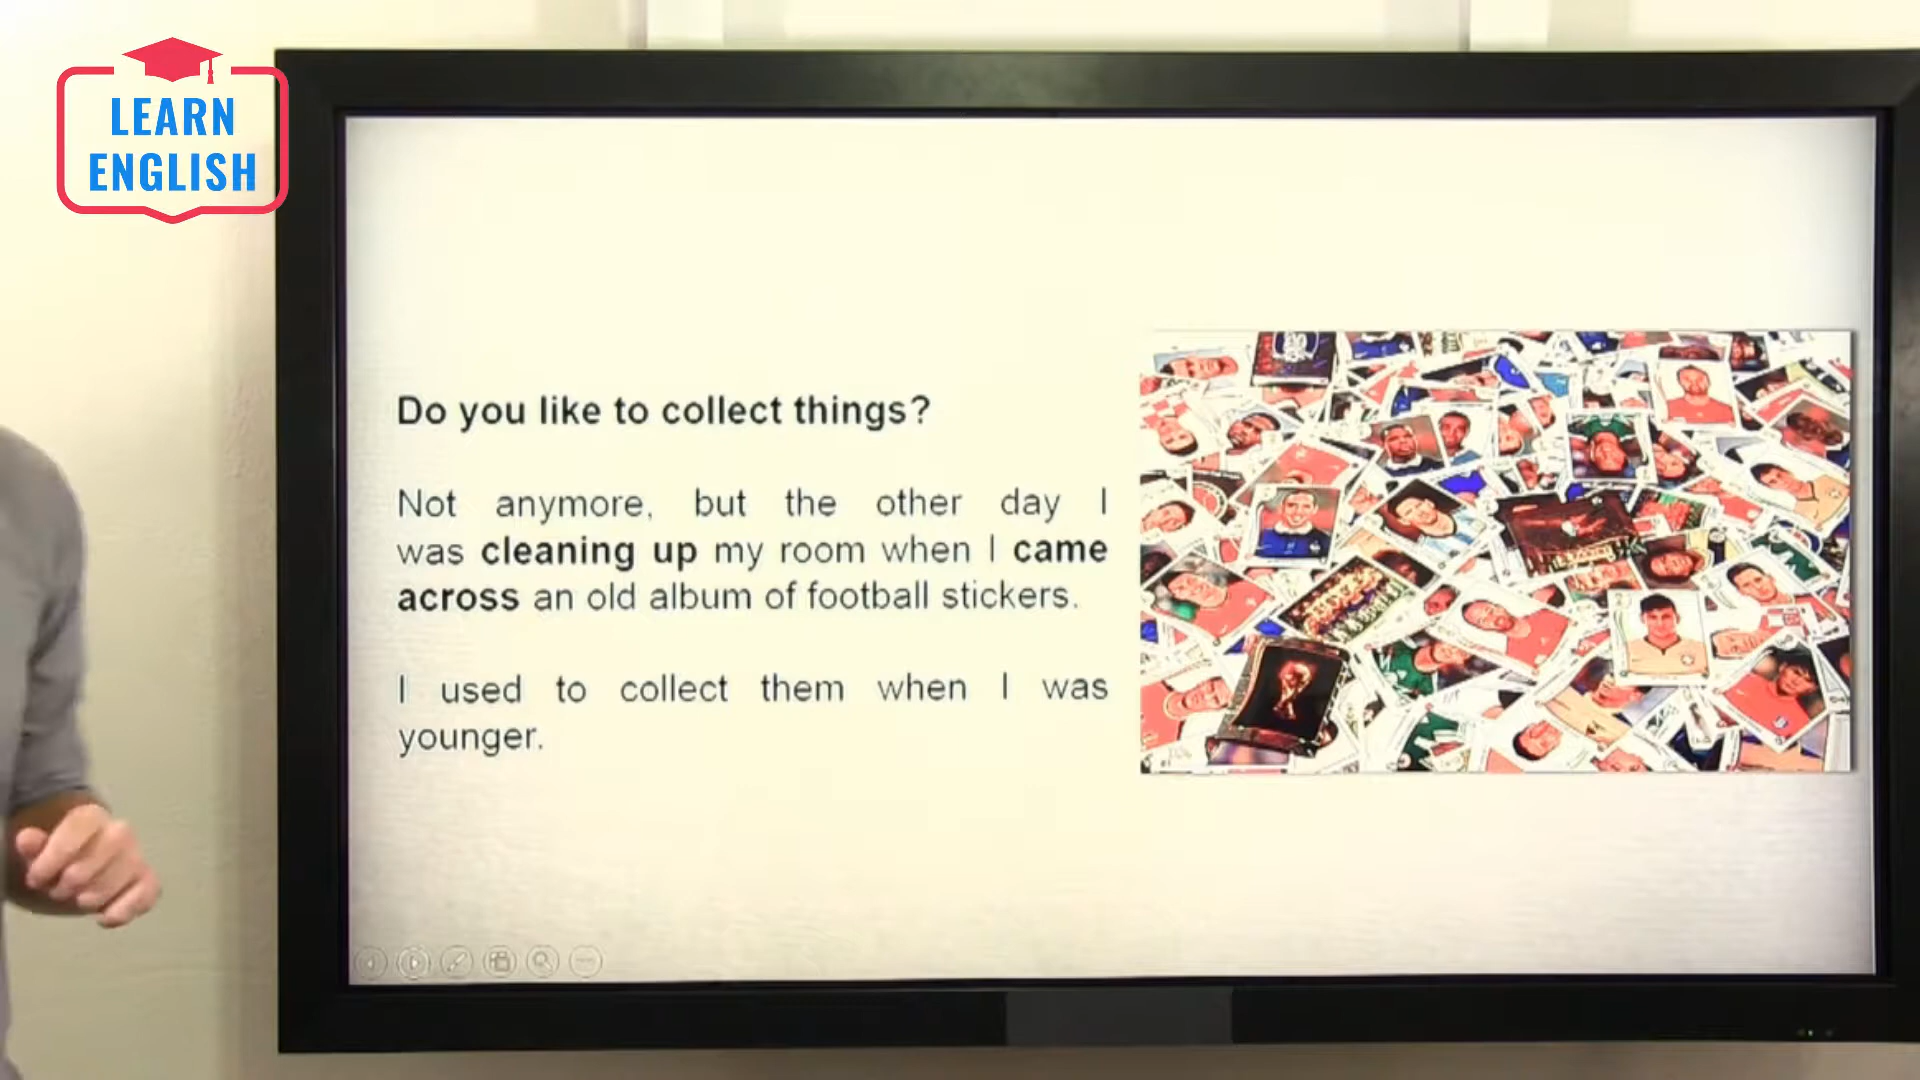 LEARN
ENGLISH
Do you like to collect things?
Not anymore, but the other day I
was cleaning up my room when I came
across an old album of football stickers.
I used to collect them when I was
younger.